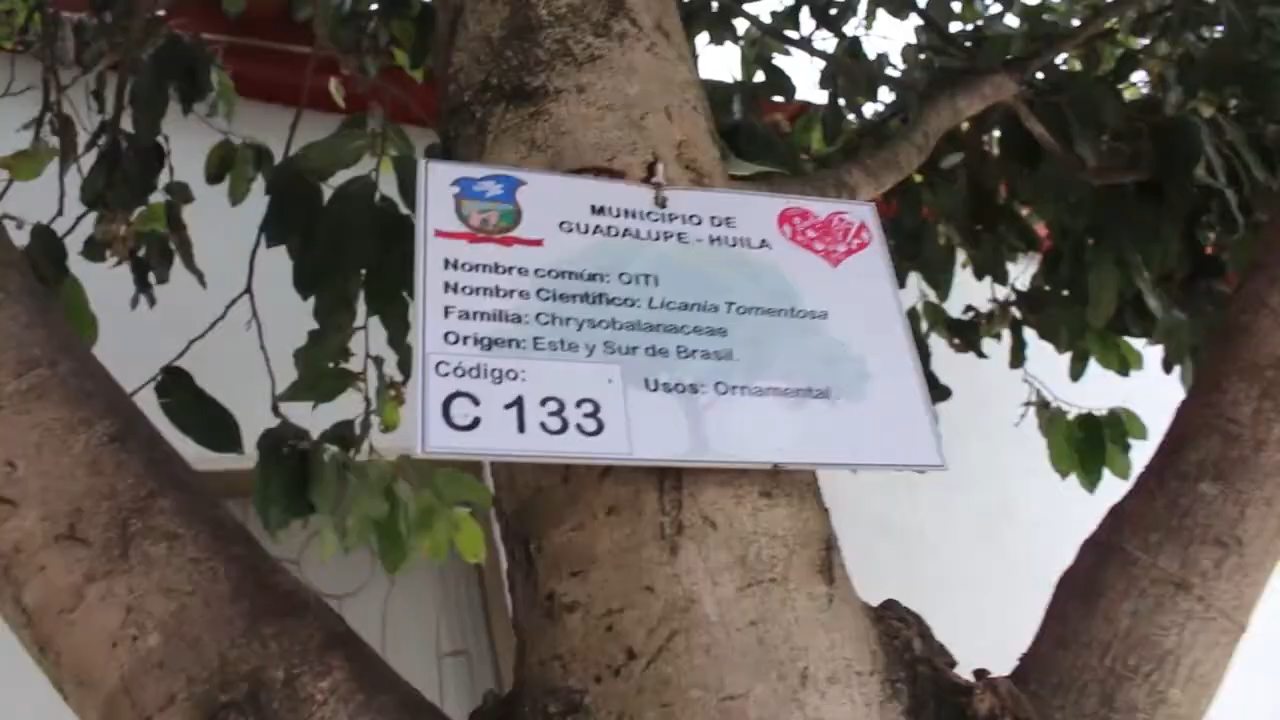 MUNICIPIO DE
GUADALUPE - HUILA
Nombre común: OITI
Nombre Científico: Licania Tomentosa
Familia: Chrysobalanaceae
Origen: Este y Sur de Brasil.
Código:
C 133
Usos: Ornamental.